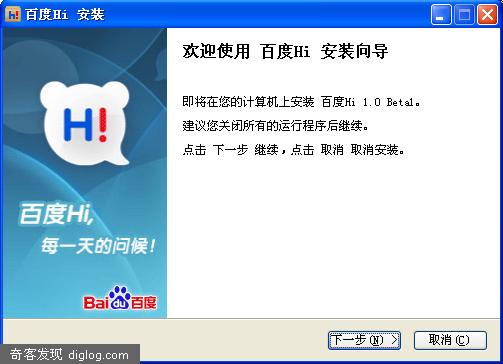 百度Hi 安装
欢迎使用 百度Hi 安装向导
即将在您的计算机上安装 百度Hi 1.0 Beta1。
建议您关闭所有的运行程序后继续。
点击 下一步 继续，点击 取消 取消安装。
H!
百度Hi,
每一天的问候!
Bai du 百度
下一步(N) >
取消(C)
奇客发现 diglog.com